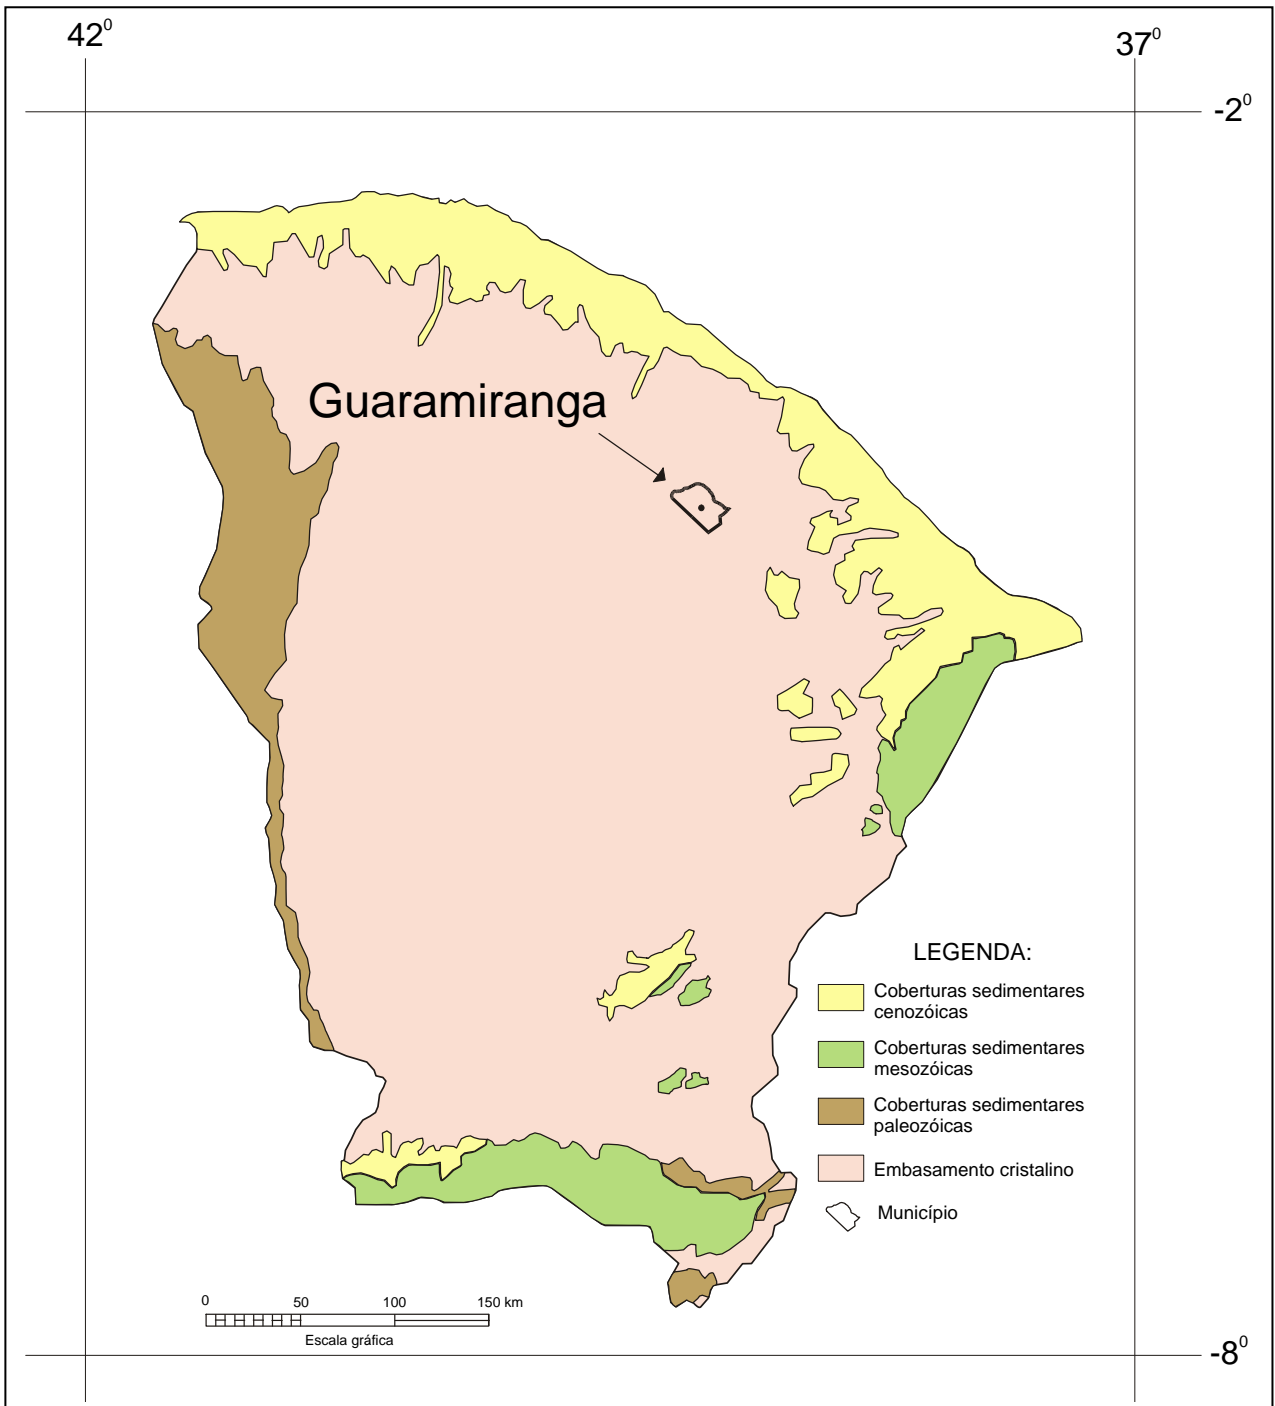 42⁰
37⁰
-2⁰
Guaramiranga
LEGENDA:
Coberturas sedimentares
cenozóicas
Coberturas sedimentares
mesozóicas
Coberturas sedimentares
paleozóicas
Embasamento cristalino
Município
0 50 100 150 km
Escala gráfica
-8⁰